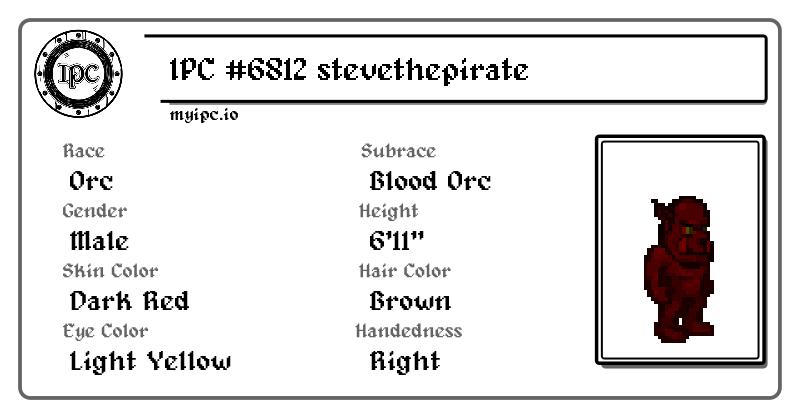 IPC
IPC #6812 stevethepirate
myipc.io
Race
Orc
Subrace
Blood Orc
Gender
Male
Height
6'11"
Skin Color
Dark Red
Hair Color
Brown
Eye Color
Light Yellow
Handedness
Right